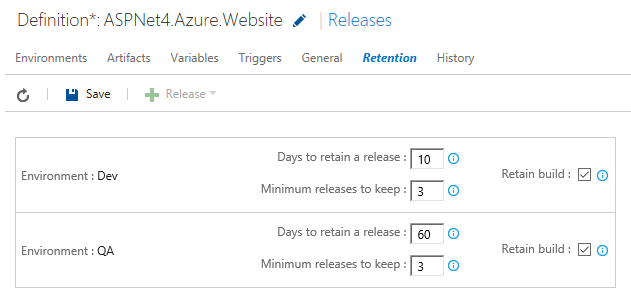 Definition*: ASPNet4.Azure.Website | Releases
Environments Artifacts Variables Triggers General Retention History
Save Release
Days to retain a release : 10
Environment : Dev Retain build :
Minimum releases to keep : 3
Days to retain a release : 60
Environment : QA Retain build :
Minimum releases to keep : 3